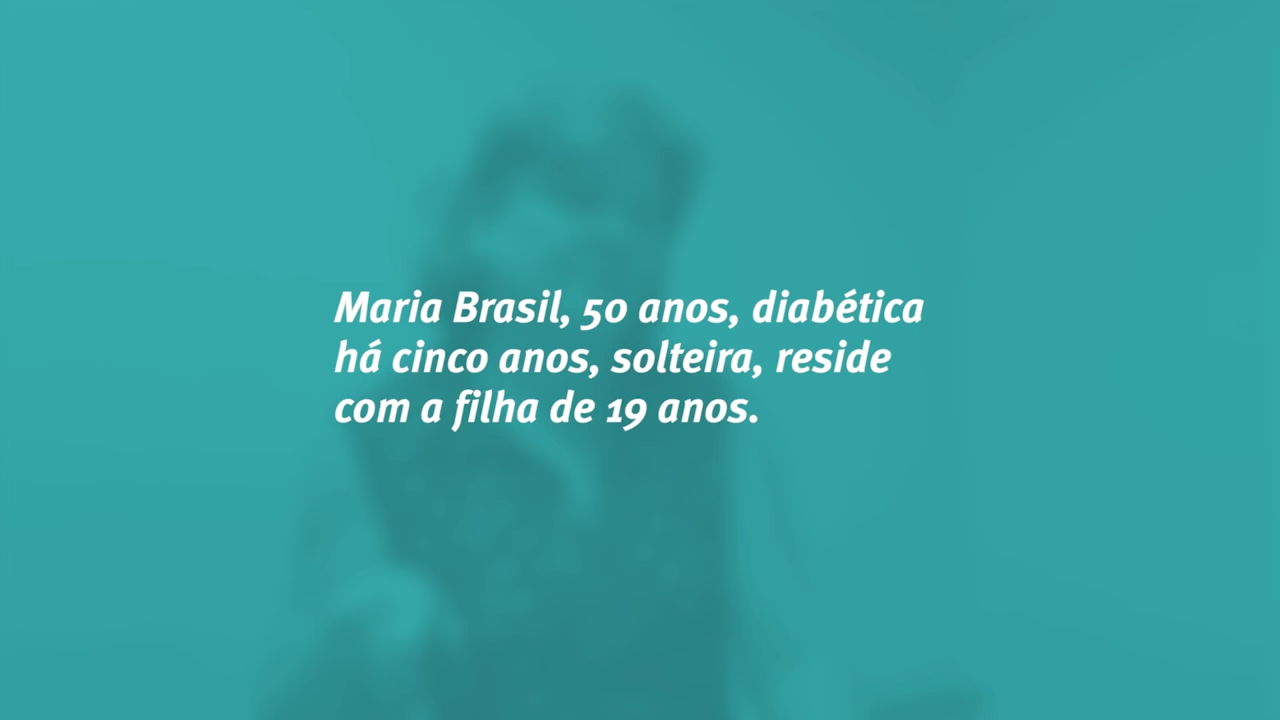 Maria Brasil, 50 anos, diabética
há cinco anos, solteira, reside
com a filha de 19 anos.